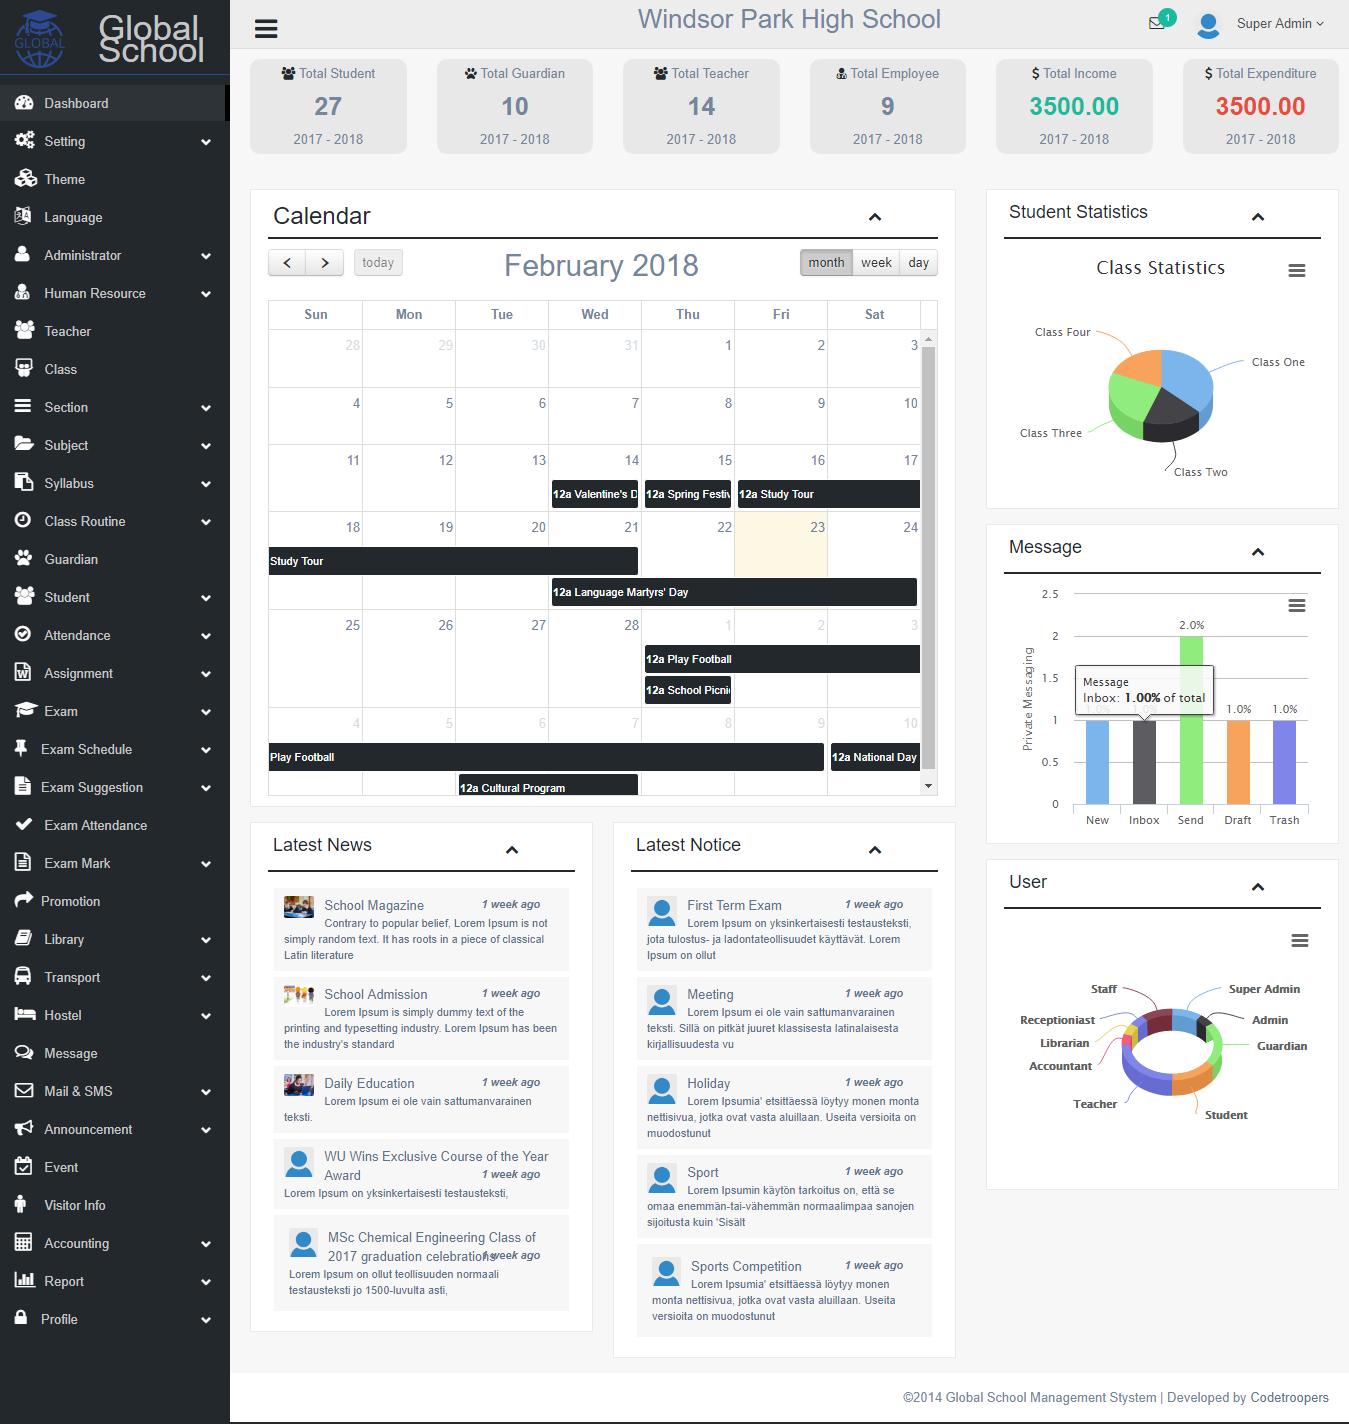 GLOBAL
Global
School
Windsor Park High School
1
Super Admin
Dashboard
Setting
Theme
Language
Administrator
Human Resource
Teacher
Class
Section
Subject
Syllabus
Class Routine
Guardian
Student
Attendance
Assignment
Exam
Exam Schedule
Exam Suggestion
Exam Attendance
Exam Mark
Promotion
Library
Transport
Hostel
Message
Mail & SMS
Announcement
Event
Visitor Info
Accounting
Report
Profile
Total Student
27
2017 - 2018
Total Guardian
10
2017 - 2018
Total Teacher
14
2017 - 2018
Total Employee
9
2017 - 2018
$ Total Income
3500.00
2017 - 2018
$ Total Expenditure
3500.00
2017 - 2018
Calendar
today
February 2018
month week day
Sun Mon Tue Wed Thu Fri Sat
28 29 30 31 1 2 3
4 5 6 7 8 9 10
11 12 13 14 15 16 17
12a Valentine's D 12a Spring Festiv 12a Study Tour
18 19 20 21 22 23 24
Study Tour
12a Language Martyrs' Day
25 26 27 28 1 2 3
12a Play Football
12a School Picnic
4 5 6 7 8 9 10
Play Football 12a National Day
12a Cultural Program
Student Statistics
Class Statistics
Class Four
Class One
Class Three
Class Two
Message
2.5
2
1.5
1
0.5
0
Private Messaging
2.0%
Message
Inbox: 1.00% of total
1.0% 1.0% 1.0% 1.0%
New Inbox Send Draft Trash
User
Staff
Super Admin
Receptioniast
Admin
Librarian
Guardian
Accountant
Teacher
Student
Latest News
School Magazine 1 week ago
Contrary to popular belief, Lorem Ipsum is not
simply random text. It has roots in a piece of classical
Latin literature
School Admission 1 week ago
Lorem Ipsum is simply dummy text of the
printing and typesetting industry. Lorem Ipsum has been
the industry's standard
Daily Education 1 week ago
Lorem Ipsum ei ole vain sattumanvarainen
teksti.
WU Wins Exclusive Course of the Year
Award 1 week ago
Lorem Ipsum on yksinkertaisesti testausteksti,
MSc Chemical Engineering Class of
2017 graduation celebrations 1 week ago
Lorem Ipsum on ollut teollisuuden normaali
testausteksti jo 1500-luvulta asti,
Latest Notice
First Term Exam 1 week ago
Lorem Ipsum on yksinkertaisesti testausteksti,
jota tulostus- ja ladontateollisuudet käyttävät. Lorem
Ipsum on ollut
Meeting 1 week ago
Lorem Ipsum ei ole vain sattumanvarainen
teksti. Sillä on pitkät juuret klassisesta latinalaisesta
kirjallisuudesta vu
Holiday 1 week ago
Lorem Ipsumia' etsittäessä löytyy monen monta
nettisivua, jotka ovat vasta aluillaan. Useita versioita on
muodostunut
Sport 1 week ago
Lorem Ipsumin käytön tarkoitus on, että se
omaa enemmän-tai-vähemmän normaalimpaa sanojen
sijoitusta kuin 'Sisält
Sports Competition 1 week ago
Lorem Ipsumia' etsittäessä löytyy monen
monta nettisivua, jotka ovat vasta aluillaan. Useita
versioita on muodostunut
©2014 Global School Management Stystem | Developed by Codetroopers